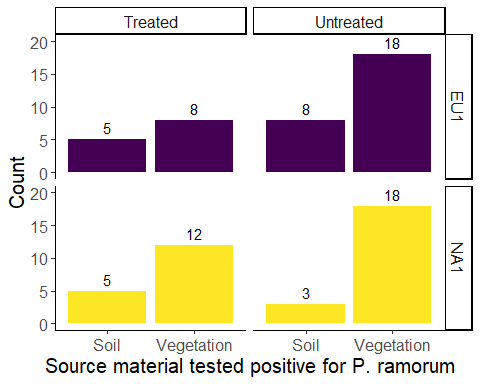 Treated Untreated
20 18
15
10 8 8
5 5
0
EU1
Count
20 18
15 12
10
5 5 3
0
NA1
Soil Vegetation Soil Vegetation
Source material tested positive for P. ramorum